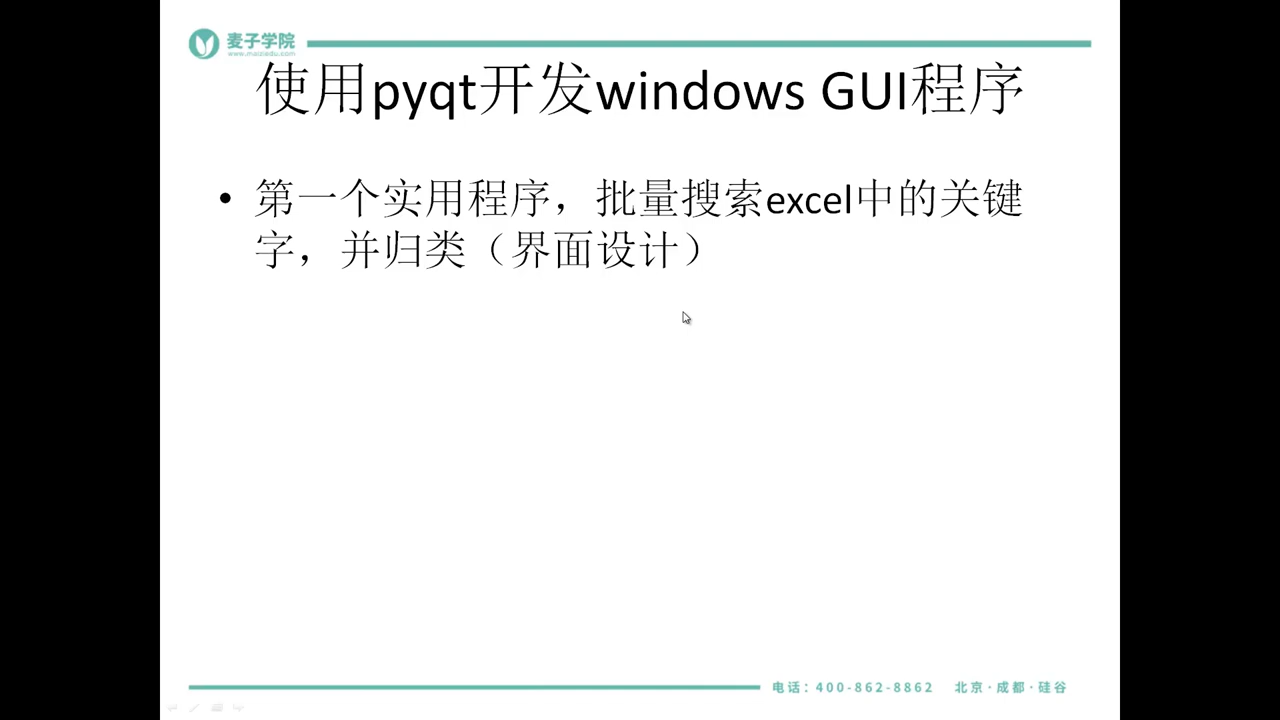 麦子学院
www.maiziedu.com
使用pyqt开发windows GUI程序
• 第一个实用程序，批量搜索excel中的关键
字，并归类（界面设计）
电话：400-862-8862 北京·成都·硅谷